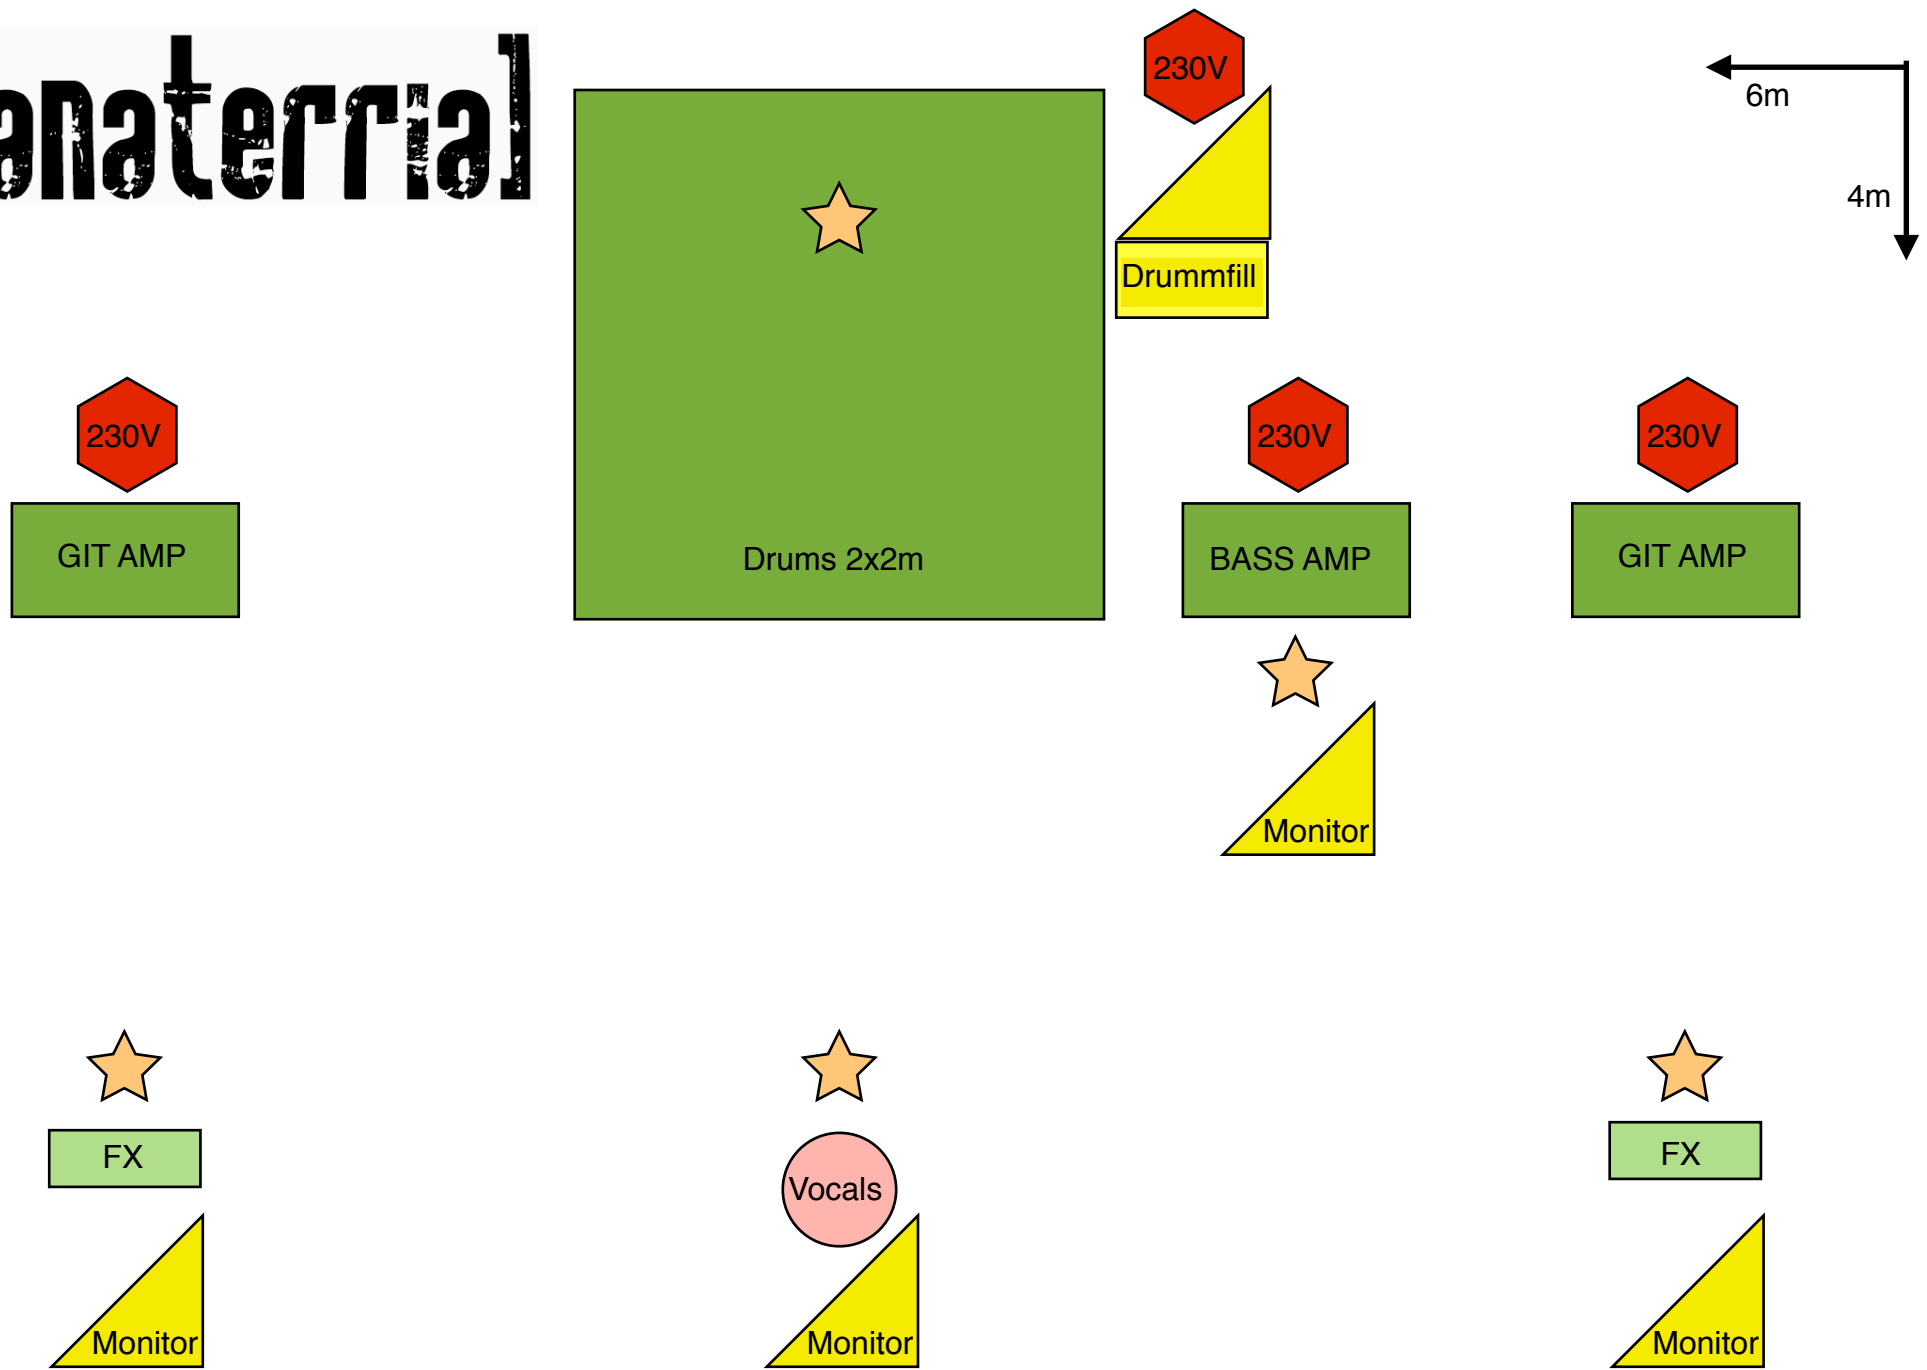 anaterrial
230V
6m
4m
Drummfill
230V
230V
230V
GIT AMP
Drums 2x2m
BASS AMP
GIT AMP
Monitor
FX
Vocals
FX
Monitor
Monitor
Monitor